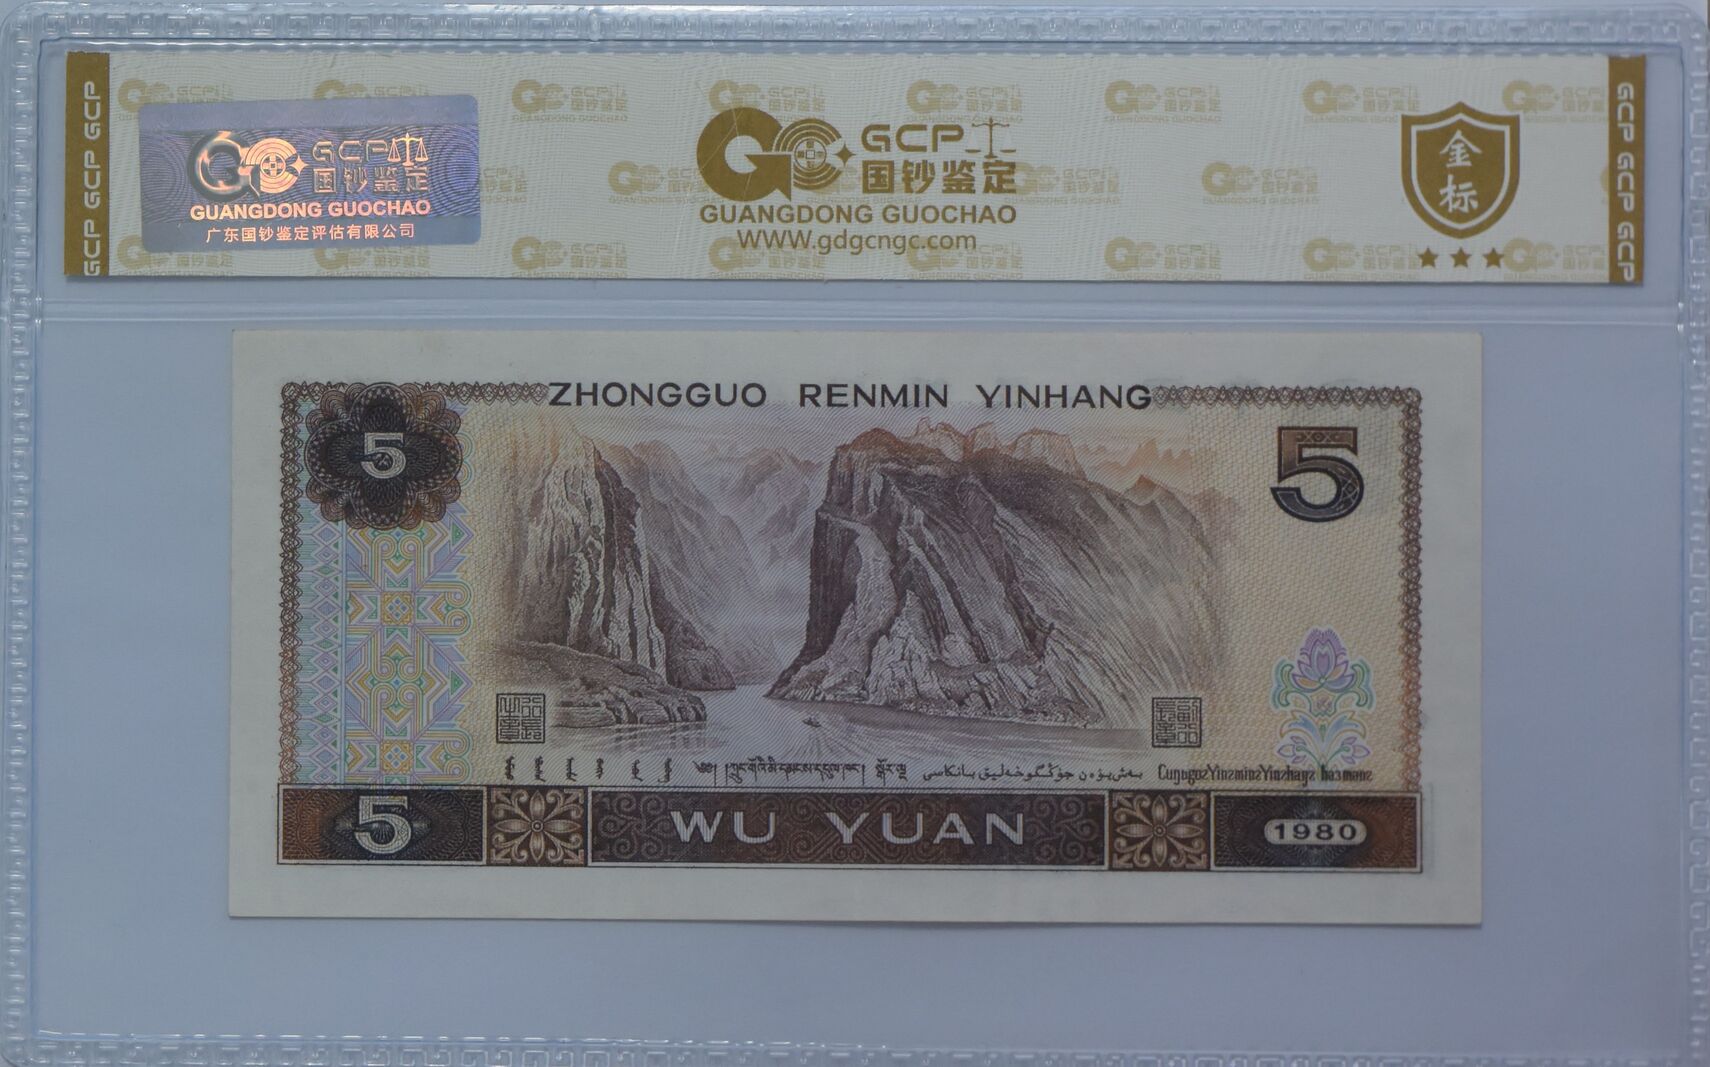 GCP GCP GCP
GCP
国钞鉴定
GUANGDONG GUOCHAO
广东国钞鉴定评估有限公司
GCP
国钞鉴定
GUANGDONG GUOCHAO
WWW.gdgcngc.com
金标
GCP GCP GCP
ZHONGGUO RENMIN YINHANG
5
5
5
WU YUAN
1980